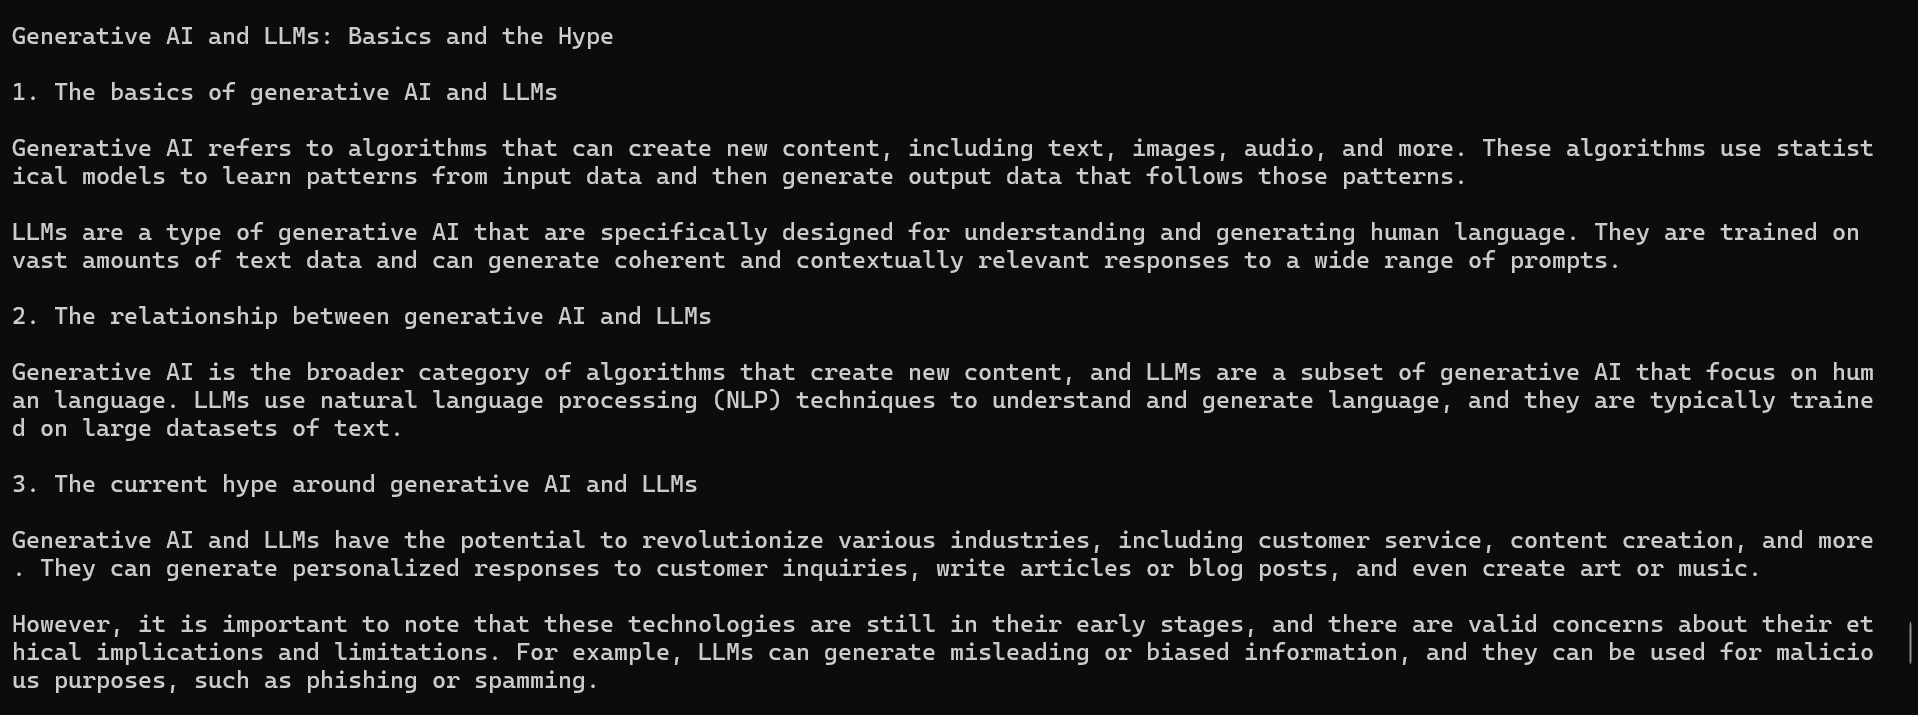 Generative AI and LLMs: Basics and the Hype
1. The basics of generative AI and LLMs
Generative AI refers to algorithms that can create new content, including text, images, audio, and more. These algorithms use statist
ical models to learn patterns from input data and then generate output data that follows those patterns.
LLMs are a type of generative AI that are specifically designed for understanding and generating human language. They are trained on
vast amounts of text data and can generate coherent and contextually relevant responses to a wide range of prompts.
2. The relationship between generative AI and LLMs
Generative AI is the broader category of algorithms that create new content, and LLMs are a subset of generative AI that focus on hum
an language. LLMs use natural language processing (NLP) techniques to understand and generate language, and they are typically traine
d on large datasets of text.
3. The current hype around generative AI and LLMs
Generative AI and LLMs have the potential to revolutionize various industries, including customer service, content creation, and more
. They can generate personalized responses to customer inquiries, write articles or blog posts, and even create art or music.
However, it is important to note that these technologies are still in their early stages, and there are valid concerns about their et
hical implications and limitations. For example, LLMs can generate misleading or biased information, and they can be used for malicio
us purposes, such as phishing or spamming.